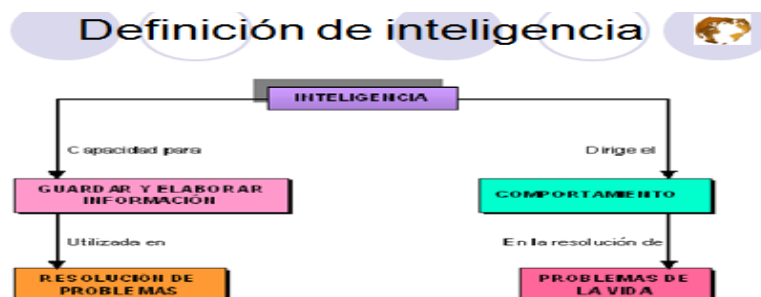 Definición de inteligencia
INTELIGENCIA
Capacidad para
Dirige el
GUARDAR Y ELABORAR
INFORMACIÓN
COMPORTAMIENTO
Utilizada en
En la resolución de
RESOLUCIÓN DE
PROBLEMAS
PROBLEMAS DE
LA VIDA